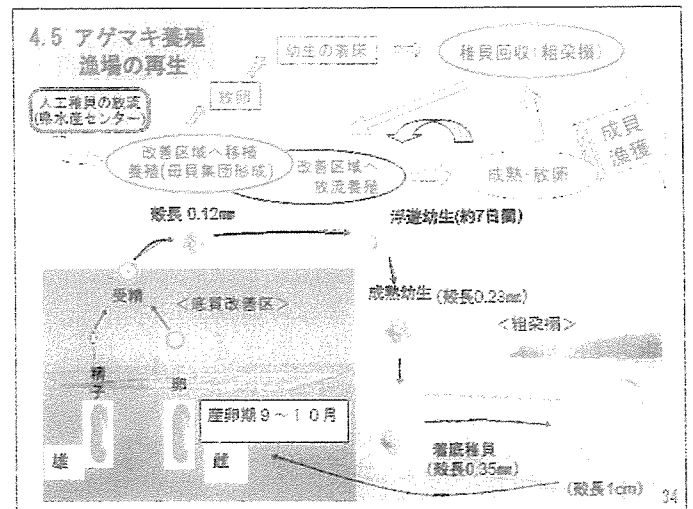 4.5 アゲマキ養殖
漁場の再生
幼生の着床
稚貝回収(粗朶搦)
放卵
人工稚貝の放流
(県水産センター)
改善区域へ移植
養殖(母貝集団形成)
改善区域へ
放流養殖
成熟・放卵
成貝
漁獲
殻長 0.12mm
浮遊幼生(約7日間)
受精
<底質改善区>
成熟幼生 (殻長0.23mm)
<粗朶搦>
精子
卵
産卵期9~10月
雄
雌
着底稚貝
(殻長0.35mm)
(殻長1cm)
34